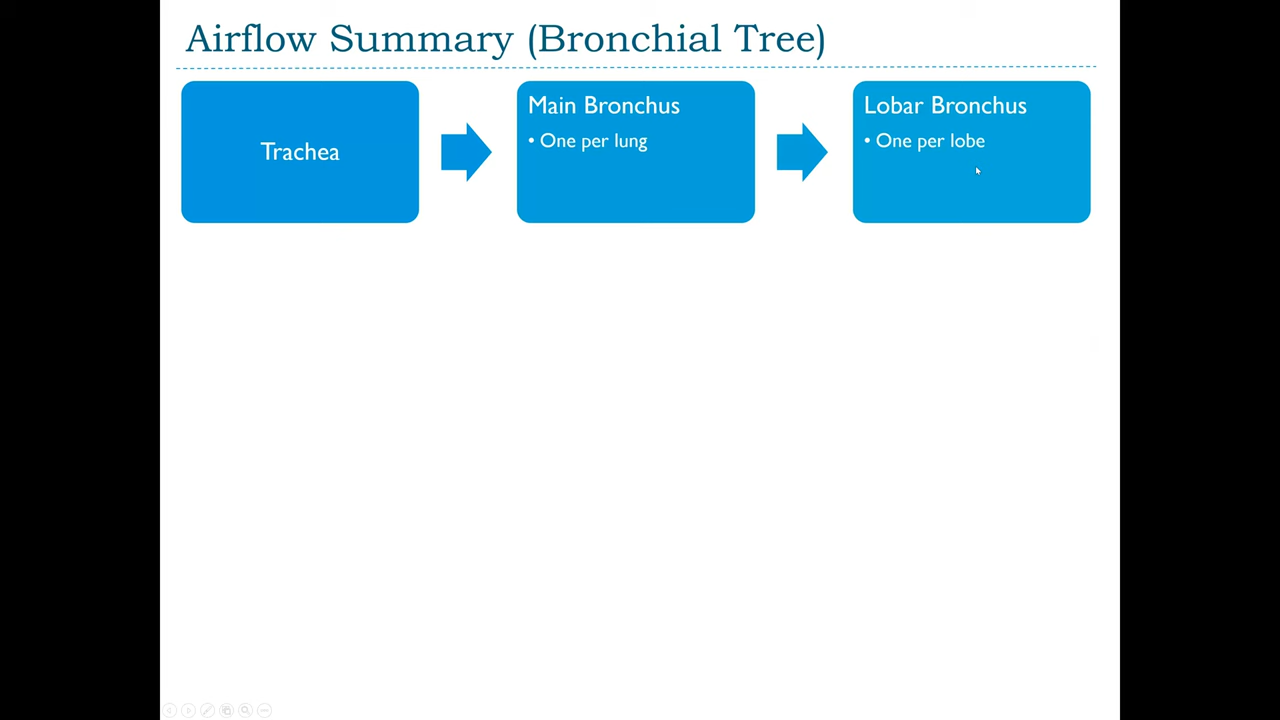 Airflow Summary (Bronchial Tree)
Trachea
Main Bronchus
• One per lung
Lobar Bronchus
• One per lobe